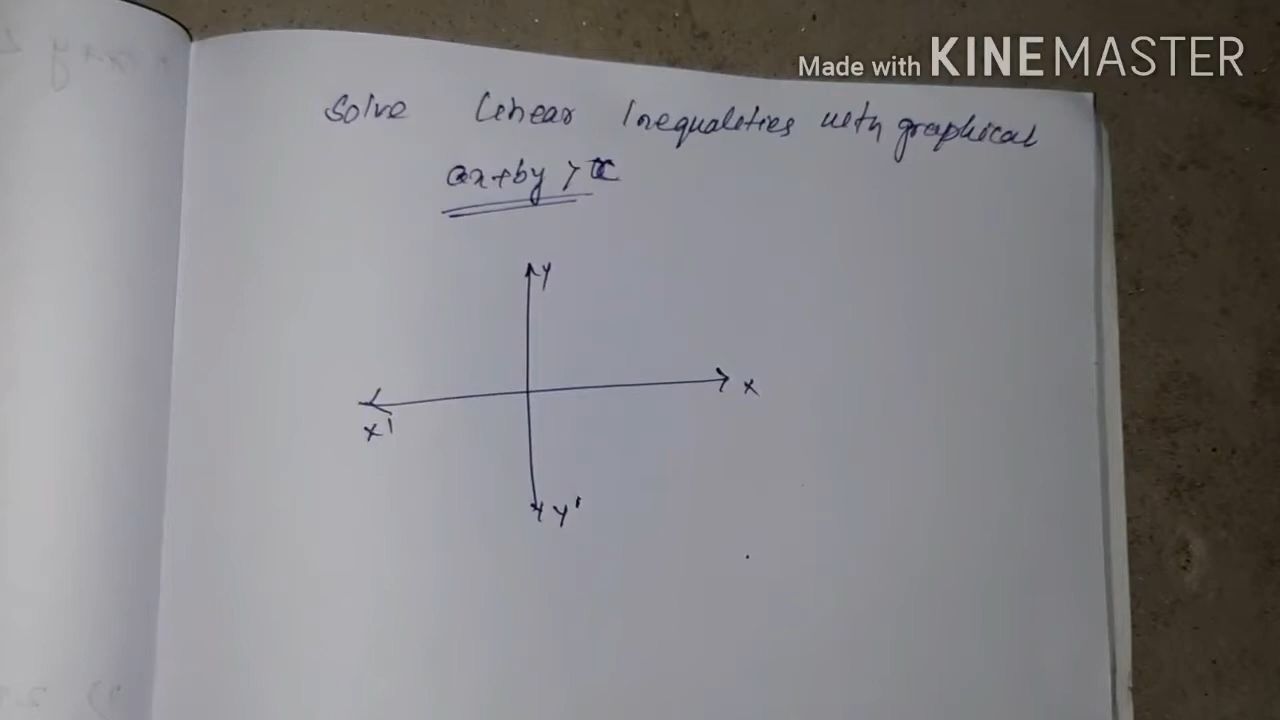 Made with KINEMASTER
Solve Linear Inequalities with graphical
ax+by > c
y
x
x'
y'